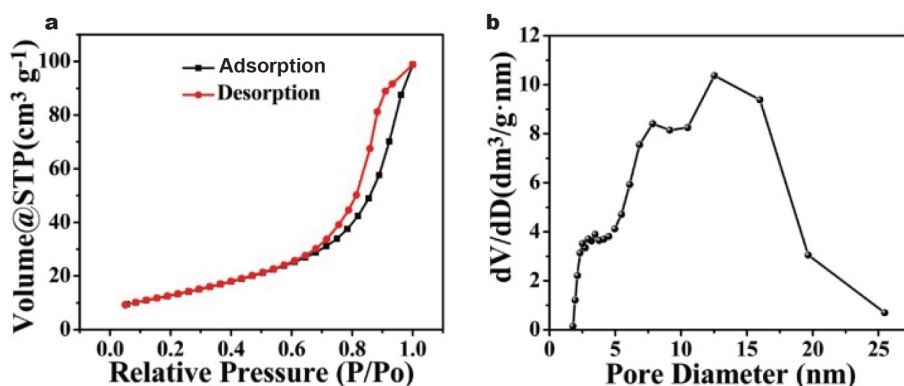 a
Volume@STP(cm³ g⁻¹)
100
80
60
40
20
0
Adsorption
Desorption
0.0 0.2 0.4 0.6 0.8 1.0
Relative Pressure (P/Po)
b
dV/dD(dm³/g·nm)
12
10
8
6
4
2
0
0 5 10 15 20 25
Pore Diameter (nm)